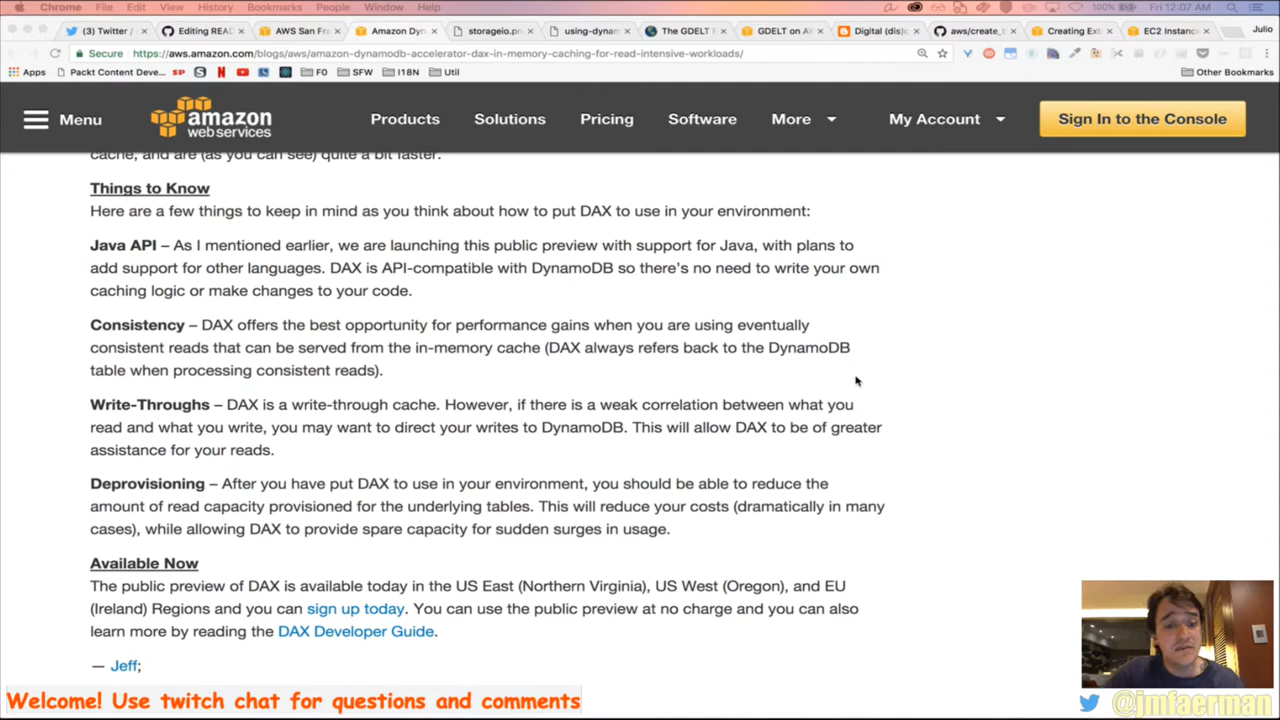 Chrome File Edit View History Bookmarks People Window Help 100% Fri 12:07 AM
(3) Twitter / Editing REA AWS San Fra Amazon Dyn storageio.pn using-dynam The GDELT GDELT on AV Digital (dis)c aws/create_ Creating Ext EC2 Instanc Julio
Secure https://aws.amazon.com/blogs/aws/amazon-dynamodb-accelerator-dax-in-memory-caching-for-read-intensive-workloads/
Apps Packt Content Deve... SP F0 SFW I18N Util Other Bookmarks
Menu amazon web services Products Solutions Pricing Software More My Account Sign In to the Console
cache, and are (as you can see) quite a bit faster.
Things to Know
Here are a few things to keep in mind as you think about how to put DAX to use in your environment:
Java API – As I mentioned earlier, we are launching this public preview with support for Java, with plans to
add support for other languages. DAX is API-compatible with DynamoDB so there's no need to write your own
caching logic or make changes to your code.
Consistency – DAX offers the best opportunity for performance gains when you are using eventually
consistent reads that can be served from the in-memory cache (DAX always refers back to the DynamoDB
table when processing consistent reads).
Write-Throughs – DAX is a write-through cache. However, if there is a weak correlation between what you
read and what you write, you may want to direct your writes to DynamoDB. This will allow DAX to be of greater
assistance for your reads.
Deprovisioning – After you have put DAX to use in your environment, you should be able to reduce the
amount of read capacity provisioned for the underlying tables. This will reduce your costs (dramatically in many
cases), while allowing DAX to provide spare capacity for sudden surges in usage.
Available Now
The public preview of DAX is available today in the US East (Northern Virginia), US West (Oregon), and EU
(Ireland) Regions and you can sign up today. You can use the public preview at no charge and you can also
learn more by reading the DAX Developer Guide.
— Jeff;
Welcome! Use twitch chat for questions and comments
@jmfaerman